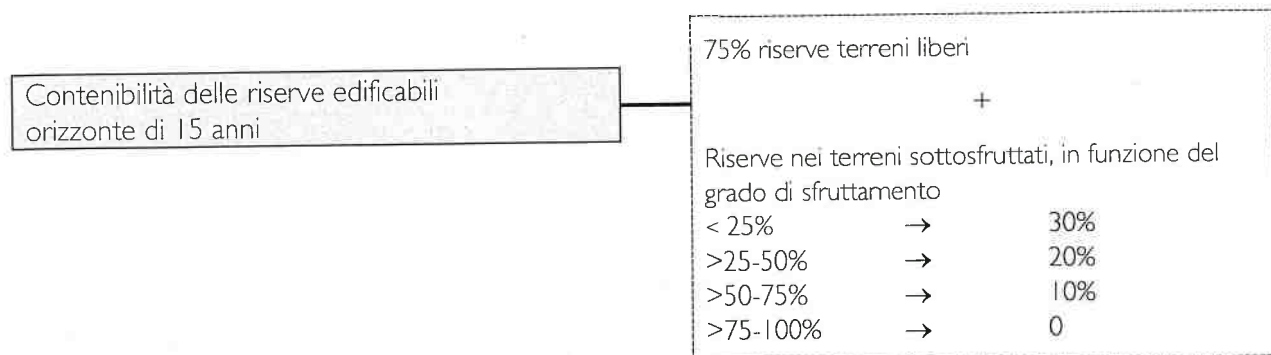 Contenibilità delle riserve edificabili
orizzonte di 15 anni
75% riserve terreni liberi
+
Riserve nei terreni sottosfruttati, in funzione del
grado di sfruttamento
< 25% → 30%
>25-50% → 20%
>50-75% → 10%
>75-100% → 0